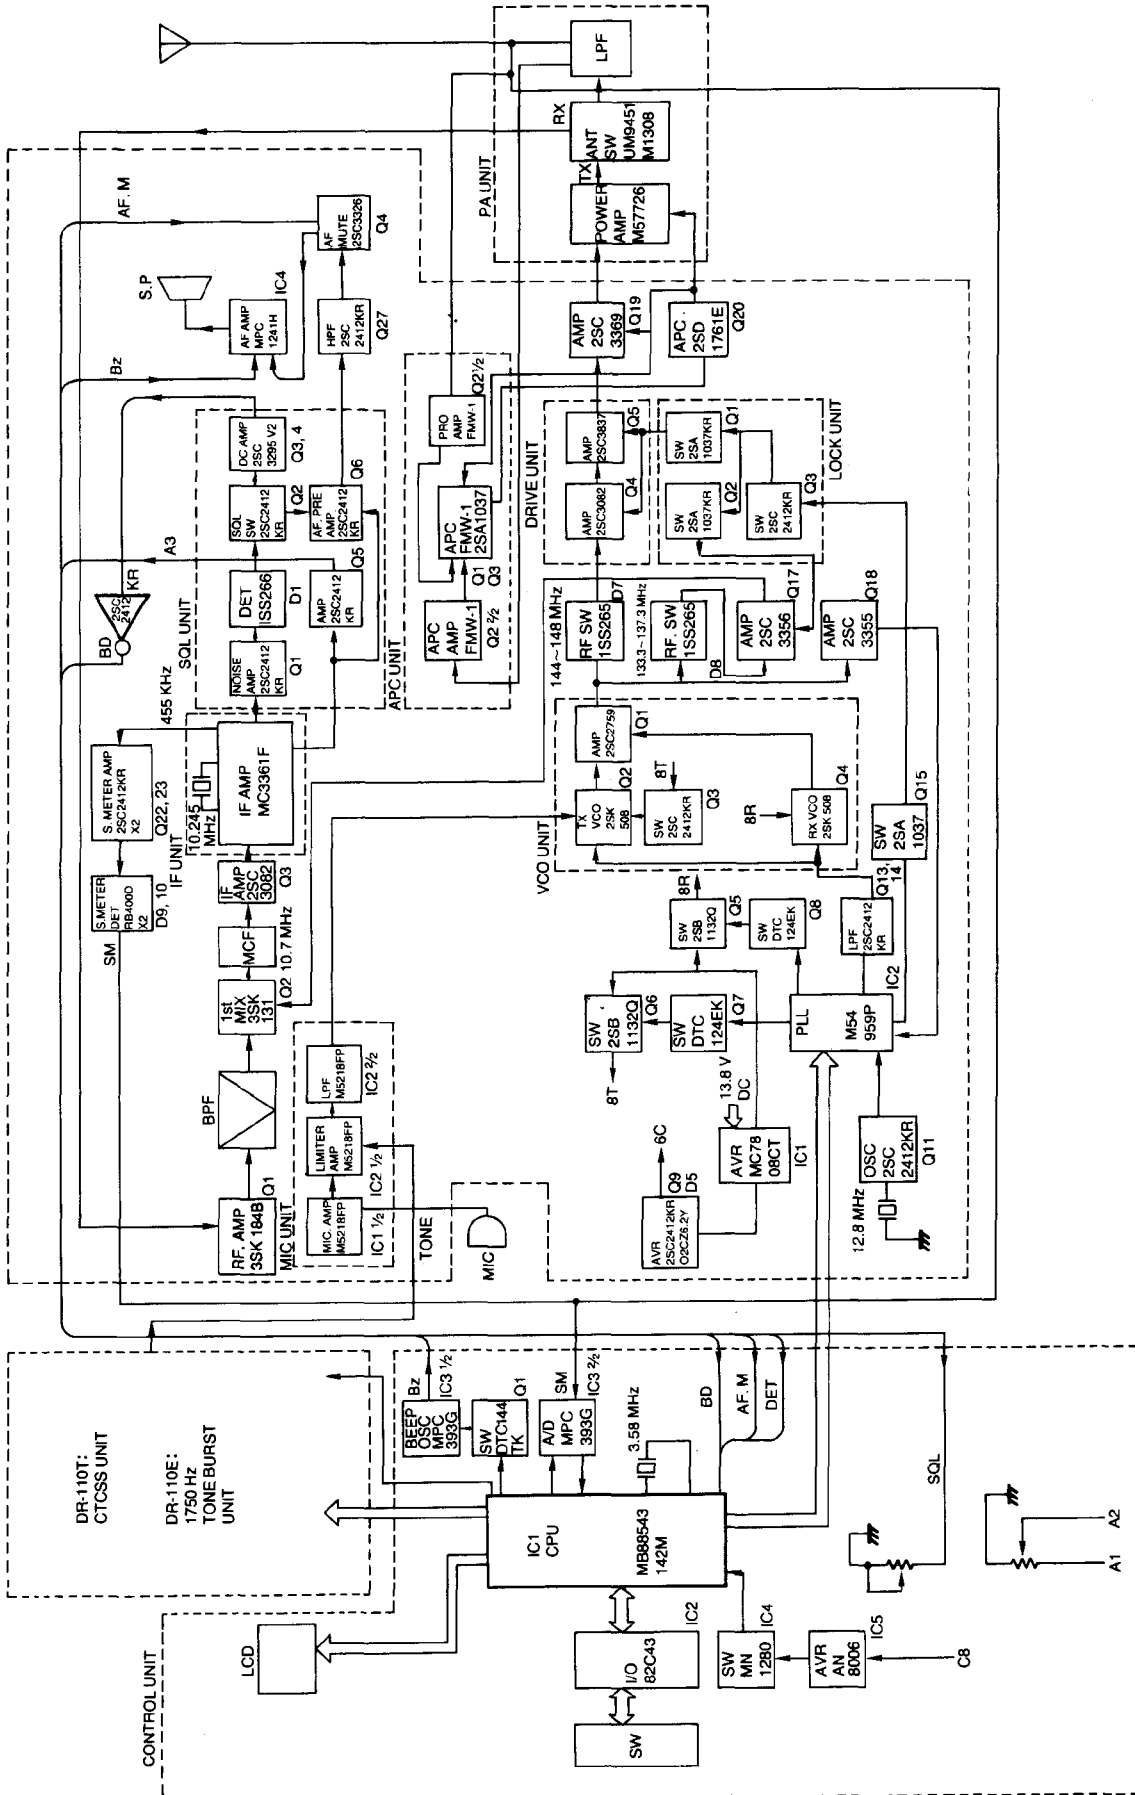 DR-110T:
CTCSS UNIT
DR-110E:
1750 Hz
TONE BURST
UNIT
CONTROL UNIT
LCD
SW
I/O
82C43
IC2
IC1
CPU
MB88543
142M
SW
MN
1280
IC4
AVR
AN
8006
IC5
C8
A1
A2
SQL
BEEP
OSC
MPC
393G
Bz
IC3 ½
SW
DTC144
TK
Q1
A/D
MPC
393G
SM
IC3 2/2
3.58 MHz
BD
AF. M
DET
RF. AMP
3SK 184B
Q1
BPF
1st
MIX
3SK
131
Q2
10.7 MHz
MCF
IF
AMP
2SC
3082
Q3
IF UNIT
10.245
MHz
IF AMP
MC3361F
455 KHz
S. METER AMP
2SC2412KR
X2
Q22, 23
S.METER
DET
RB400D
X2
D9, 10
SM
BD
2SC
2412
KR
SQL UNIT
NOISE
AMP
2SC2412
KR
Q1
DET
ISS266
D1
SQL
SW
2SC2412
KR
Q2
DC AMP
2SC
3295 V2
Q3, 4
AMP
2SC2412
KR
Q5
AF. PRE
AMP
2SC2412
KR
Q6
A3
Bz
AF. M
S.P
AF AMP
MPC
1241H
IC4
HPF
2SC
2412KR
Q27
AF
MUTE
2SC3326
Q4
MIC UNIT
MIC. AMP
M5218FP
IC1 ½
LIMITER
AMP
M5218FP
IC2 ½
LPF
M5218FP
IC2 2/2
TONE
MIC
APC UNIT
APC
AMP
FMW-1
Q2 2/2
APC
FMW-1
2SA1037
Q1
Q3
PRO
AMP
FMW-1
Q2½
PA UNIT
RX
TX
POWER
AMP
M57726
ANT
SW
UM9451
M1308
LPF
DRIVE UNIT
AMP
2SC3082
Q4
AMP
2SC3837
Q5
AMP
2SC
3369
Q19
APC
2SD
1761E
Q20
LOCK UNIT
SW
2SA
1037KR
Q2
SW
2SA
1037KR
Q1
SW
2SC
2412KR
Q3
144~148 MHz
RF SW
1SS265
D7
133.3~137.3 MHz
RF. SW
1SS265
D8
AMP
2SC
3356
Q17
AMP
2SC
3355
Q18
VCO UNIT
TX
VCO
2SK
508
Q2
AMP
2SC2759
Q1
8T
SW
2SC
2412KR
Q3
8R
RX VCO
2SK 508
Q4
SW
2SA
1037
Q15
SW
2SB
1132Q
Q6
8T
SW
DTC
124EK
Q7
SW
2SB
1132Q
Q5
8R
SW
DTC
124EK
Q8
PLL
M54
959P
IC2
LPF
2SC2412
KR
Q13,
14
AVR
2SC2412KR
O2CZ6.2Y
Q9
D5
6C
13.8 V
DC
AVR
MC78
08CT
IC1
12.8 MHz
OSC
2SC
2412KR
Q11